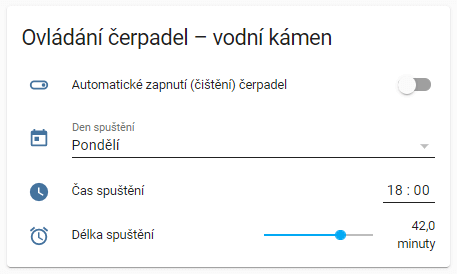 Ovládání čerpadel – vodní kámen
Automatické zapnutí (čištění) čerpadel
Den spuštění
Pondělí
Čas spuštění
18 : 00
Délka spuštění
42,0
minuty